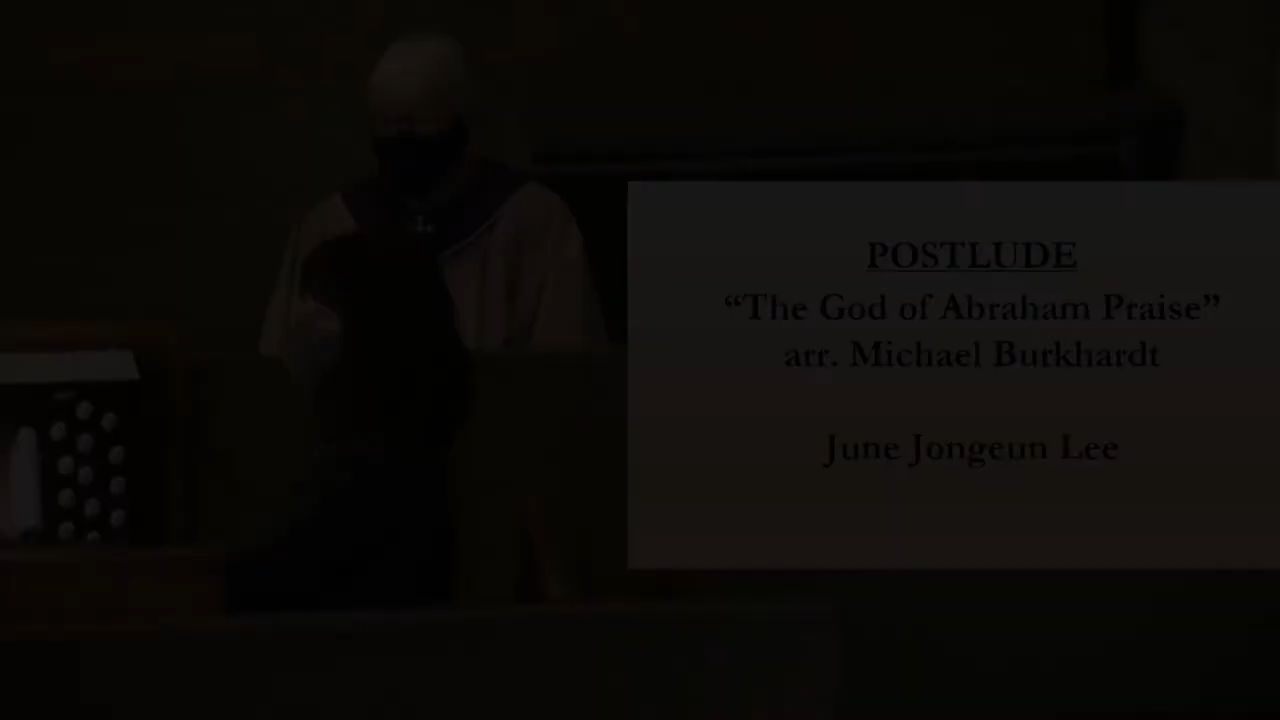 POSTLUDE
“The God of Abraham Praise”
arr. Michael Burkhardt
June Jongeun Lee